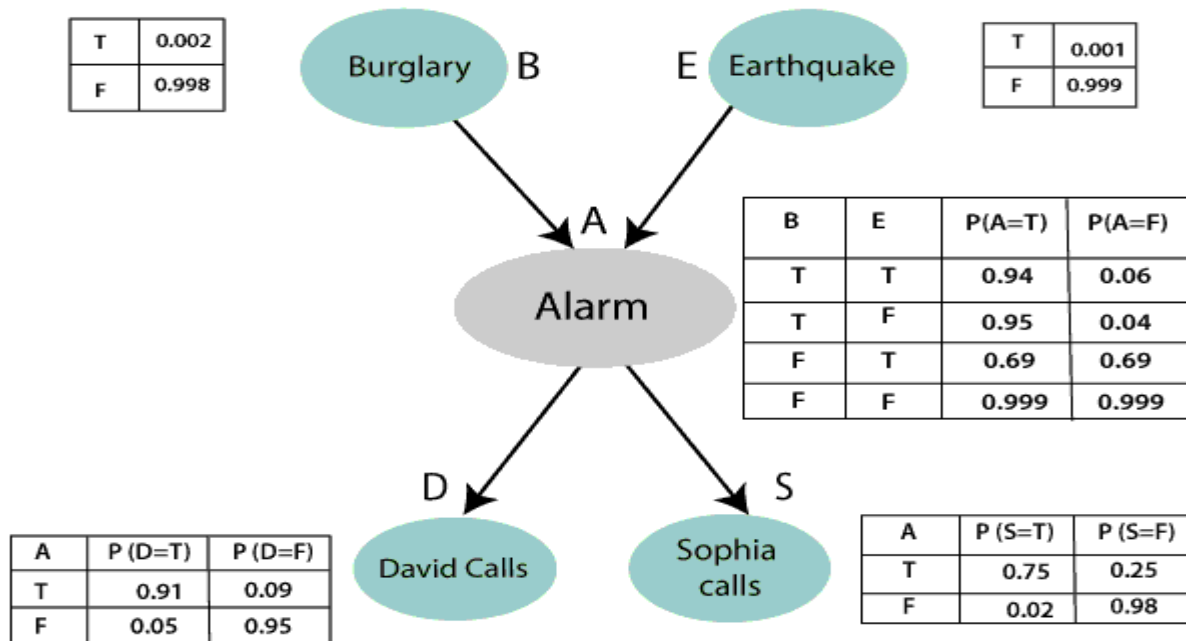 T 0.002
F 0.998
Burglary
B
E
Earthquake
T 0.001
F 0.999
A
Alarm
B E P(A=T) P(A=F)
T T 0.94 0.06
T F 0.95 0.04
F T 0.69 0.69
F F 0.999 0.999
D
S
A P (D=T) P (D=F)
T 0.91 0.09
F 0.05 0.95
David Calls
Sophia
calls
A P (S=T) P (S=F)
T 0.75 0.25
F 0.02 0.98